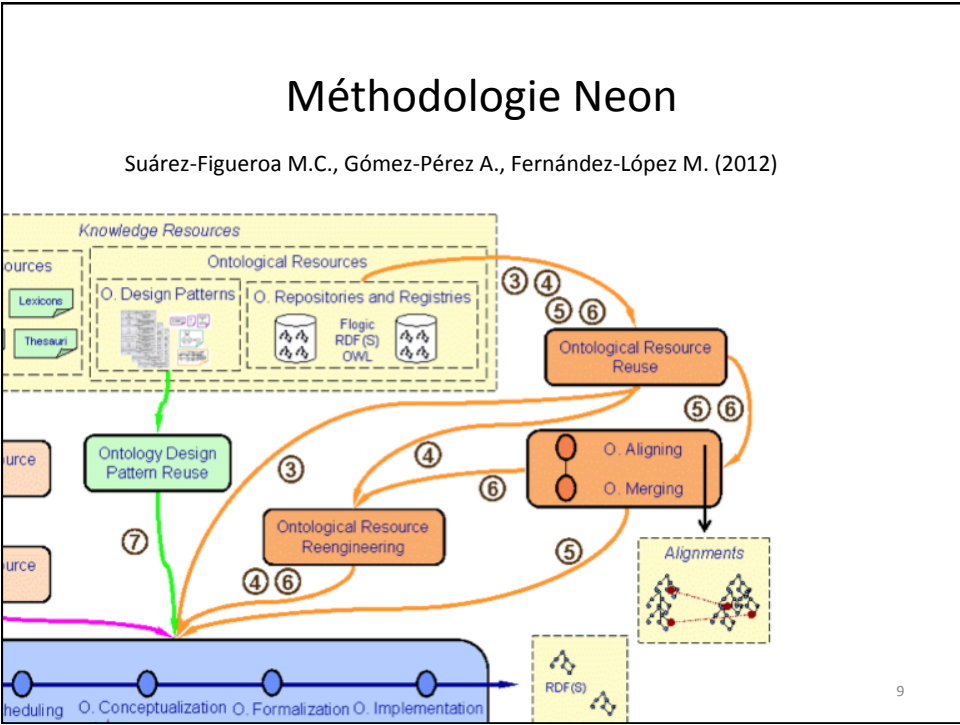 Méthodologie Neon
Suárez-Figueroa M.C., Gómez-Pérez A., Fernández-López M. (2012)
Knowledge Resources
ources
Ontological Resources
Lexicons
Thesauri
O. Design Patterns
O. Repositories and Registries
Flogic
RDF(S)
OWL
③ ④
⑤ ⑥
Ontological Resource
Reuse
⑤ ⑥
urce
Ontology Design
Pattern Reuse
③
④
O. Aligning
O. Merging
⑥
Ontological Resource
Reengineering
⑦
⑤
Alignments
urce
④ ⑥
RDF(S)
heduling
O. Conceptualization
O. Formalization
O. Implementation
9